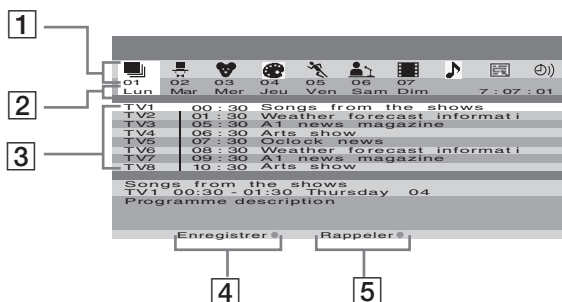 1
01 02 03 04 05 06 07
Lun Mar Mer Jeu Ven Sam Dim 7 : 07 : 01
2
TV1 00 : 30 Songs from the shows
TV2 01 : 30 Weather forecast informati
TV3 05 : 30 A1 news magazine
3
TV4 06 : 30 Arts show
TV5 07 : 30 Oclock news
TV6 08 : 30 Weather forecast informati
TV7 09 : 30 A1 news magazine
TV8 10 : 30 Arts show
Songs from the shows
TV1 00:30 - 01:30 Thursday 04
Programme description
Enregistrer Rappeler
4 5